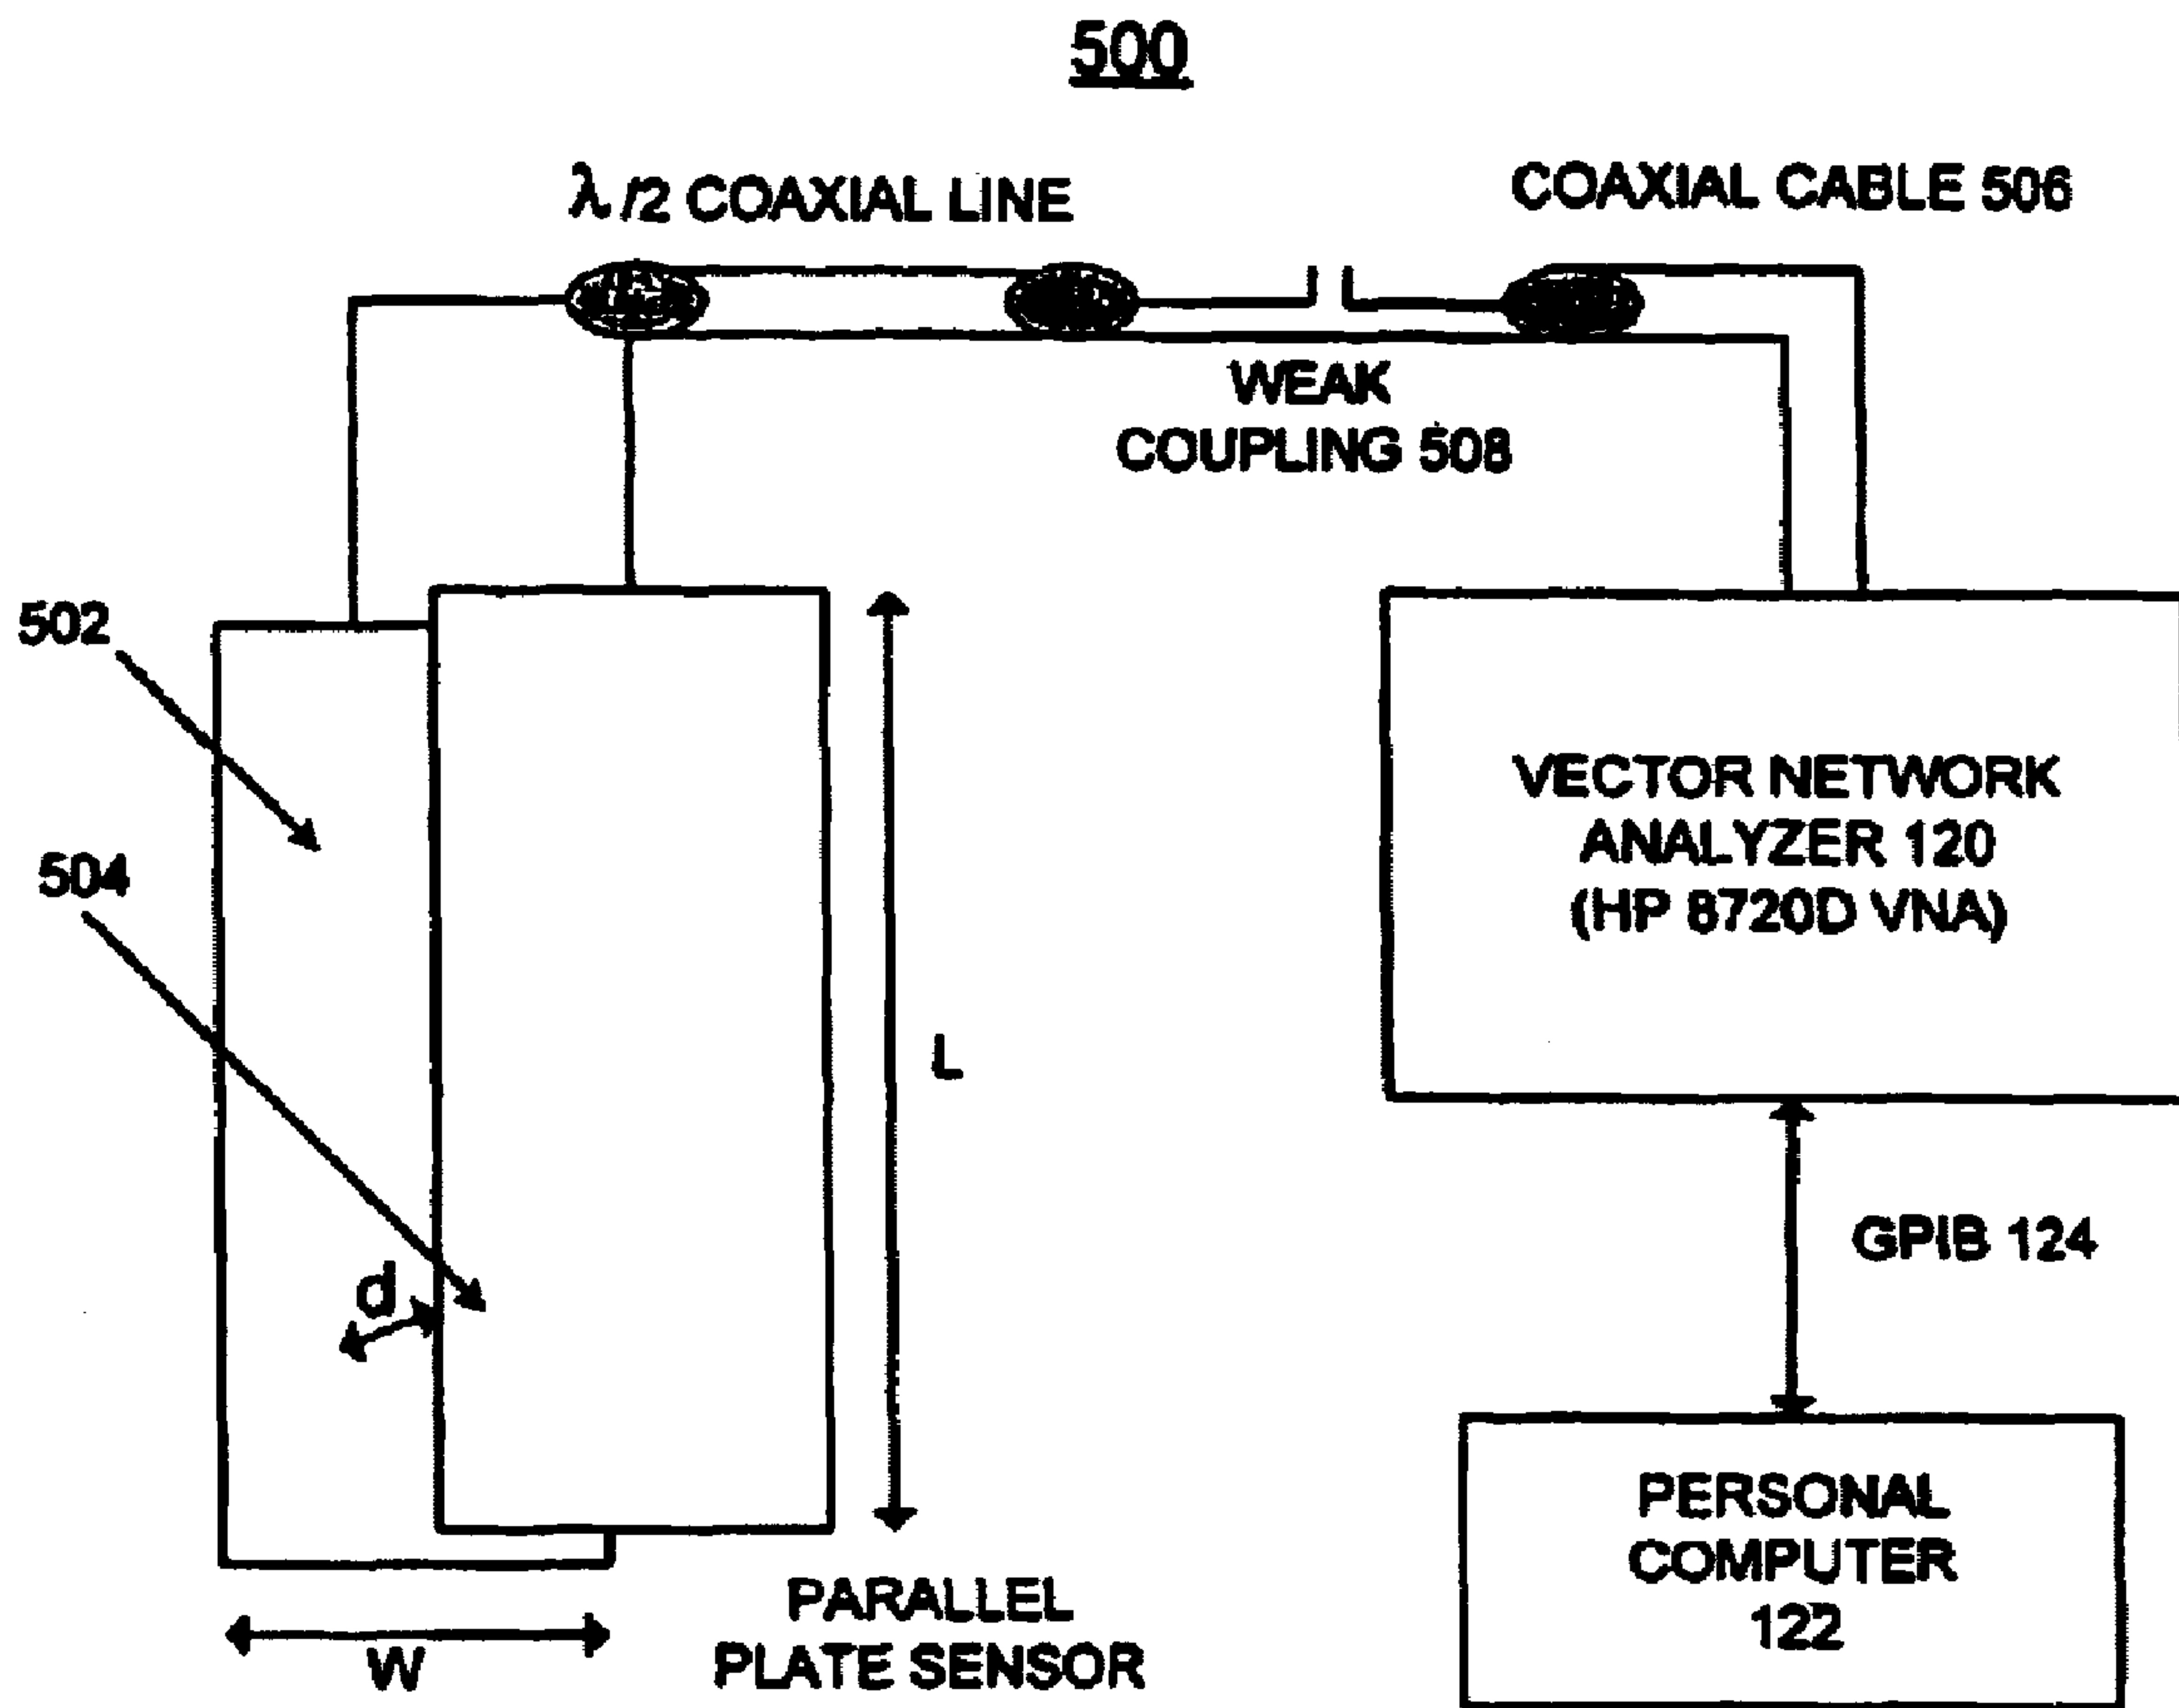 500
λ/2 COAXIAL LINE
COAXIAL CABLE 506
WEAK
COUPLING 508
502
504
VECTOR NETWORK
ANALYZER 120
(HP 8720D VNA)
L
d
GPIB 124
PERSONAL
COMPUTER
122
PARALLEL
PLATE SENSOR
W